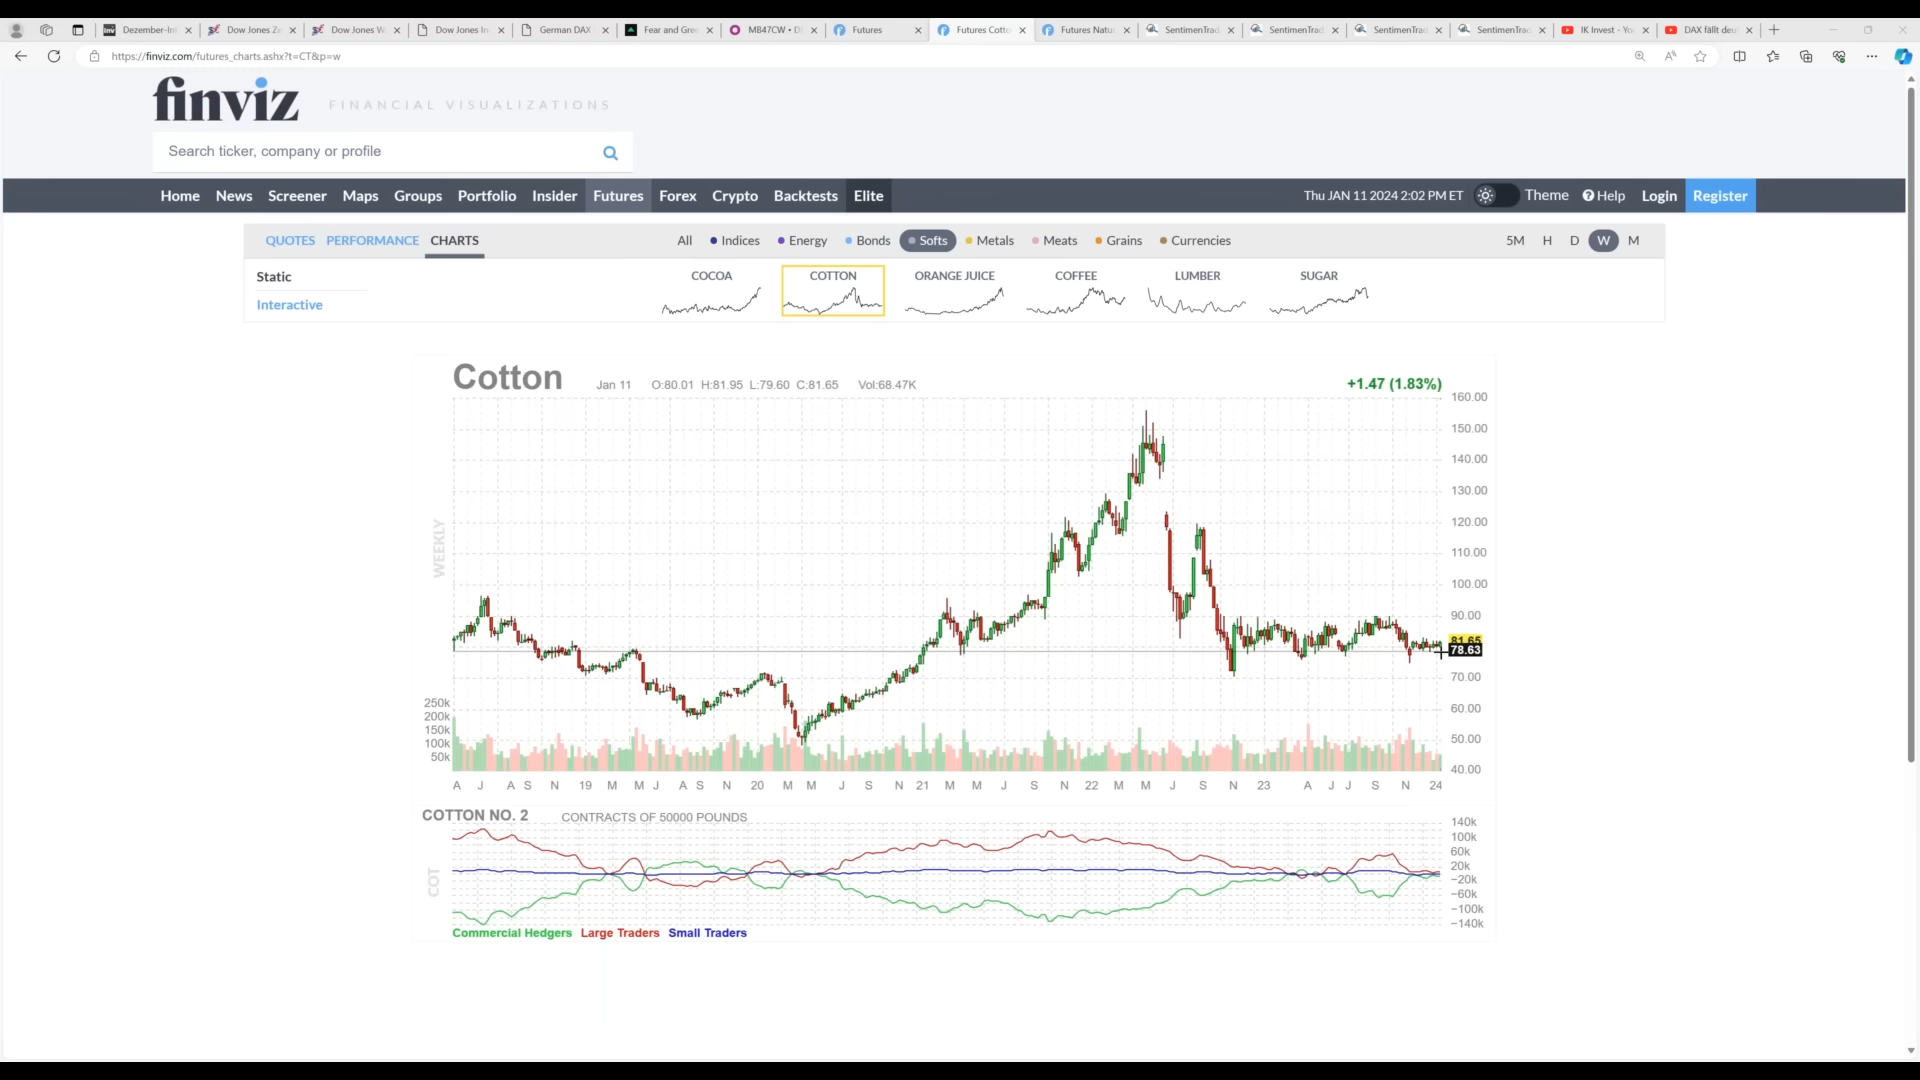 Dezember-In
Dow Jones Ze
Dow Jones W
Dow Jones In
German DAX
Fear and Gre
MB47CW • D
Futures
Futures Cotto
Futures Natu
SentimenTrad
SentimenTrad
SentimenTrad
SentimenTrad
IK Invest - Yo
DAX fällt deu
https://finviz.com/futures_charts.ashx?t=CT&p=w
finviz FINANCIAL VISUALIZATIONS
Search ticker, company or profile
Home News Screener Maps Groups Portfolio Insider Futures Forex Crypto Backtests Elite Thu JAN 11 2024 2:02 PM ET Theme Help Login Register
QUOTES PERFORMANCE CHARTS All Indices Energy Bonds Softs Metals Meats Grains Currencies 5M H D W M
Static
Interactive
COCOA COTTON ORANGE JUICE COFFEE LUMBER SUGAR
Cotton Jan 11 O:80.01 H:81.95 L:79.60 C:81.65 Vol:68.47K +1.47 (1.83%)
160.00
150.00
140.00
130.00
120.00
110.00
100.00
90.00
81.65
78.63
70.00
60.00
50.00
40.00
WEEKLY
250k
200k
150k
100k
50k
A J A S N 19 M M J A S N 20 M M J S N 21 M M J S N 22 M M J S N 23 A J J S N 24
COTTON NO. 2 CONTRACTS OF 50000 POUNDS
140k
100k
60k
20k
−20k
−60k
−100k
−140k
COT
Commercial Hedgers Large Traders Small Traders